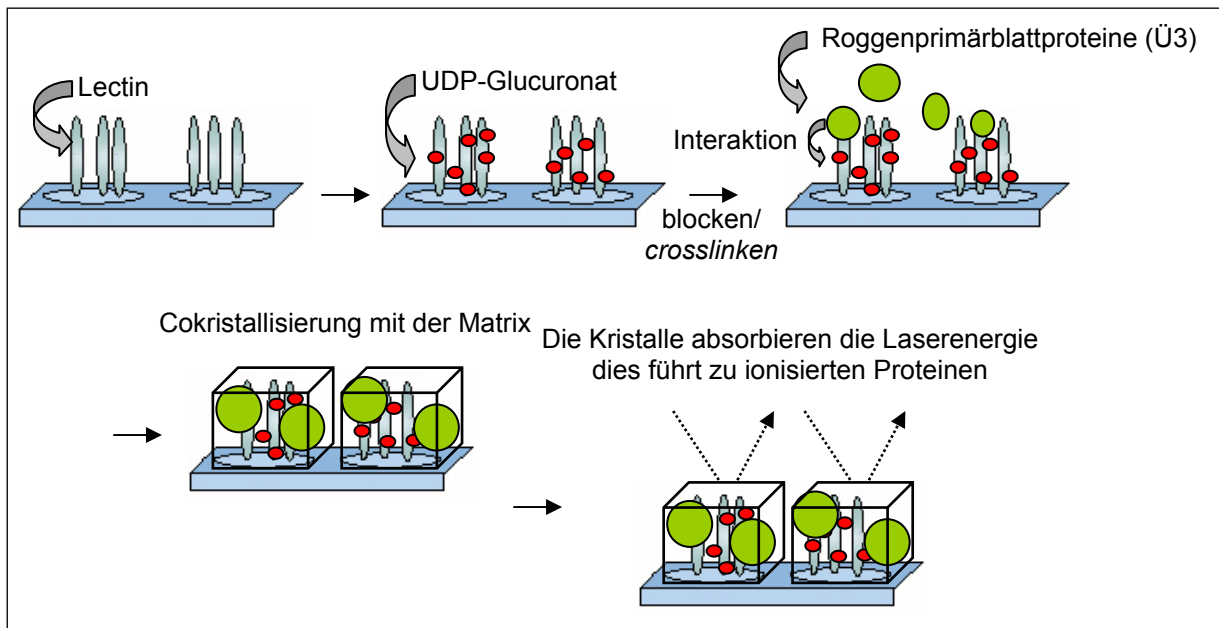 Roggenprimärblattproteine (Ü3)
Lectin
UDP-Glucuronat
Interaktion
blocken/
crosslinken
Cokristallisierung mit der Matrix
Die Kristalle absorbieren die Laserenergie
dies führt zu ionisierten Proteinen